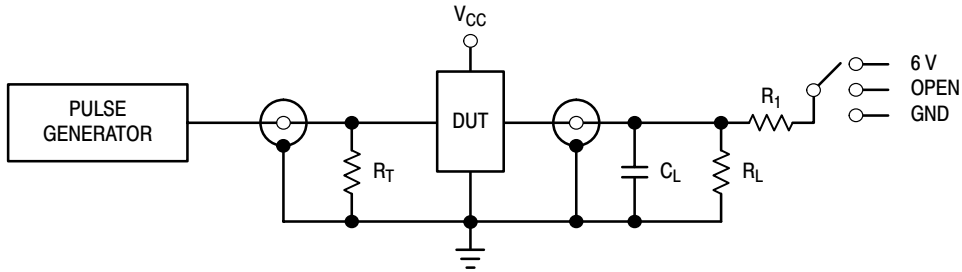 V_CC
PULSE
GENERATOR
DUT
R_T
C_L
R_L
R_1
6 V
OPEN
GND